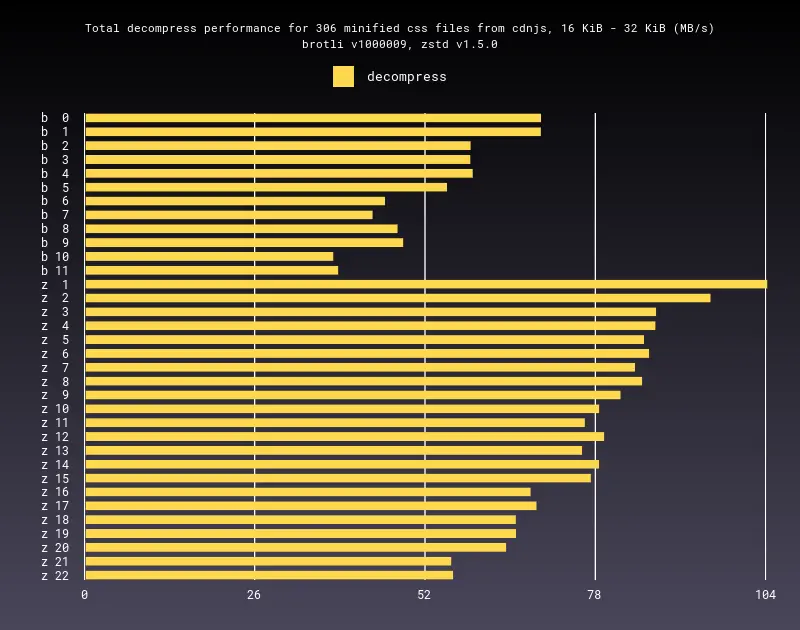 Total decompress performance for 306 minified css files from cdnjs, 16 KiB - 32 KiB (MB/s)
brotli v1000009, zstd v1.5.0
decompress
b 0
b 1
b 2
b 3
b 4
b 5
b 6
b 7
b 8
b 9
b 10
b 11
z 1
z 2
z 3
z 4
z 5
z 6
z 7
z 8
z 9
z 10
z 11
z 12
z 13
z 14
z 15
z 16
z 17
z 18
z 19
z 20
z 21
z 22
0 26 52 78 104